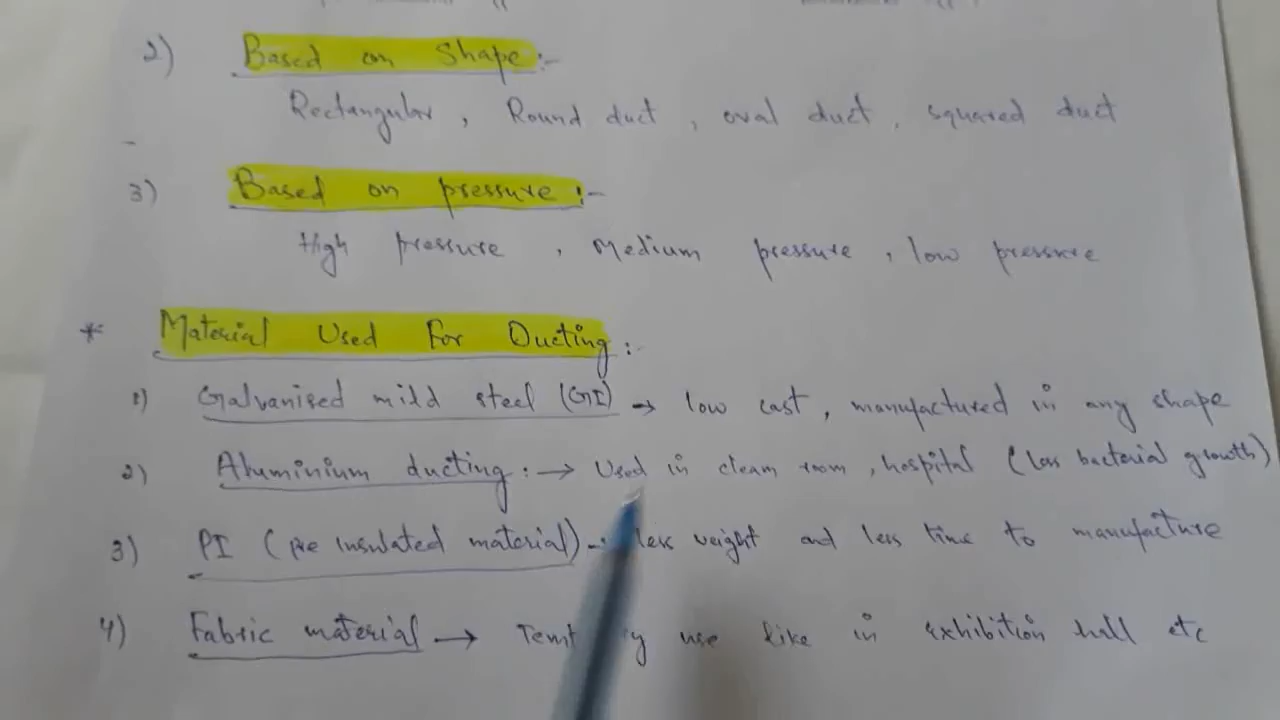 2) Based on Shape :-
Rectangular , Round duct , oval duct , squared duct
3) Based on pressure :-
High pressure , Medium pressure , low pressure
* Material Used For Ducting :-
1) Galvanised mild steel (GI) → low cast , manufactured in any shape
2) Aluminium ducting : → Used in clean room , hospital (less bacterial growth)
3) PI (pre insulated material) → less weight and less time to manufacture
4) Fabric material → use like in exhibition hall etc